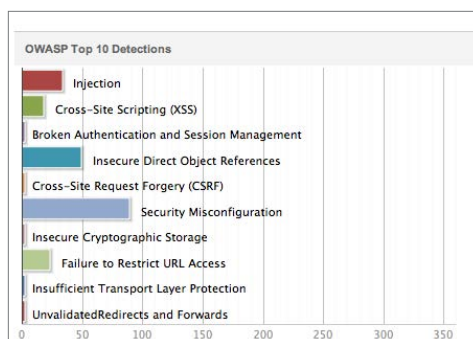 OWASP Top 10 Detections
Injection
Cross-Site Scripting (XSS)
Broken Authentication and Session Management
Insecure Direct Object References
Cross-Site Request Forgery (CSRF)
Security Misconfiguration
Insecure Cryptographic Storage
Failure to Restrict URL Access
Insufficient Transport Layer Protection
UnvalidatedRedirects and Forwards
0 50 100 150 200 250 300 350